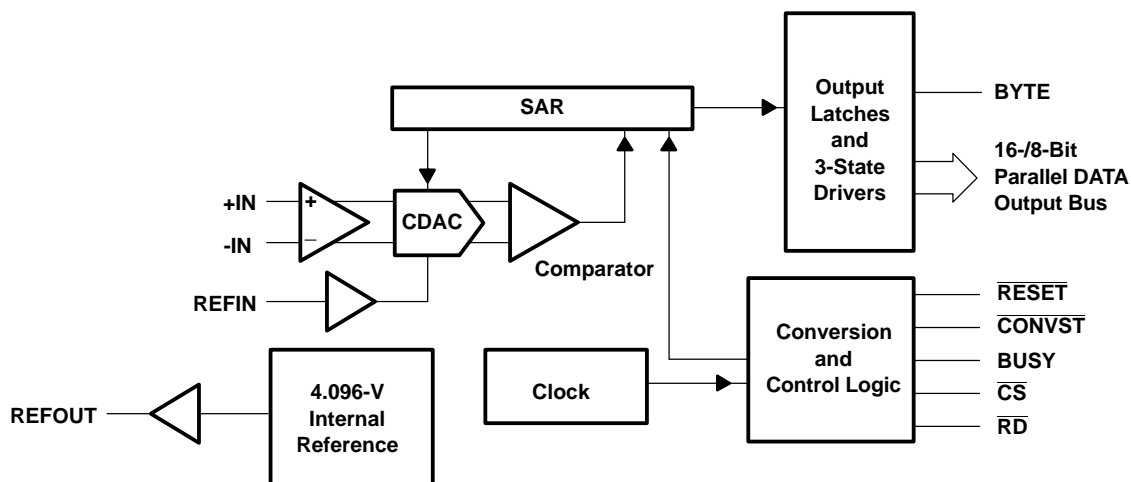 SAR
Output
Latches
and
3-State
Drivers
BYTE
16-/8-Bit
Parallel DATA
Output Bus
+IN
-IN
+
−
CDAC
Comparator
REFIN
REFOUT
4.096-V
Internal
Reference
Clock
Conversion
and
Control Logic
RESET
CONVST
BUSY
CS
RD